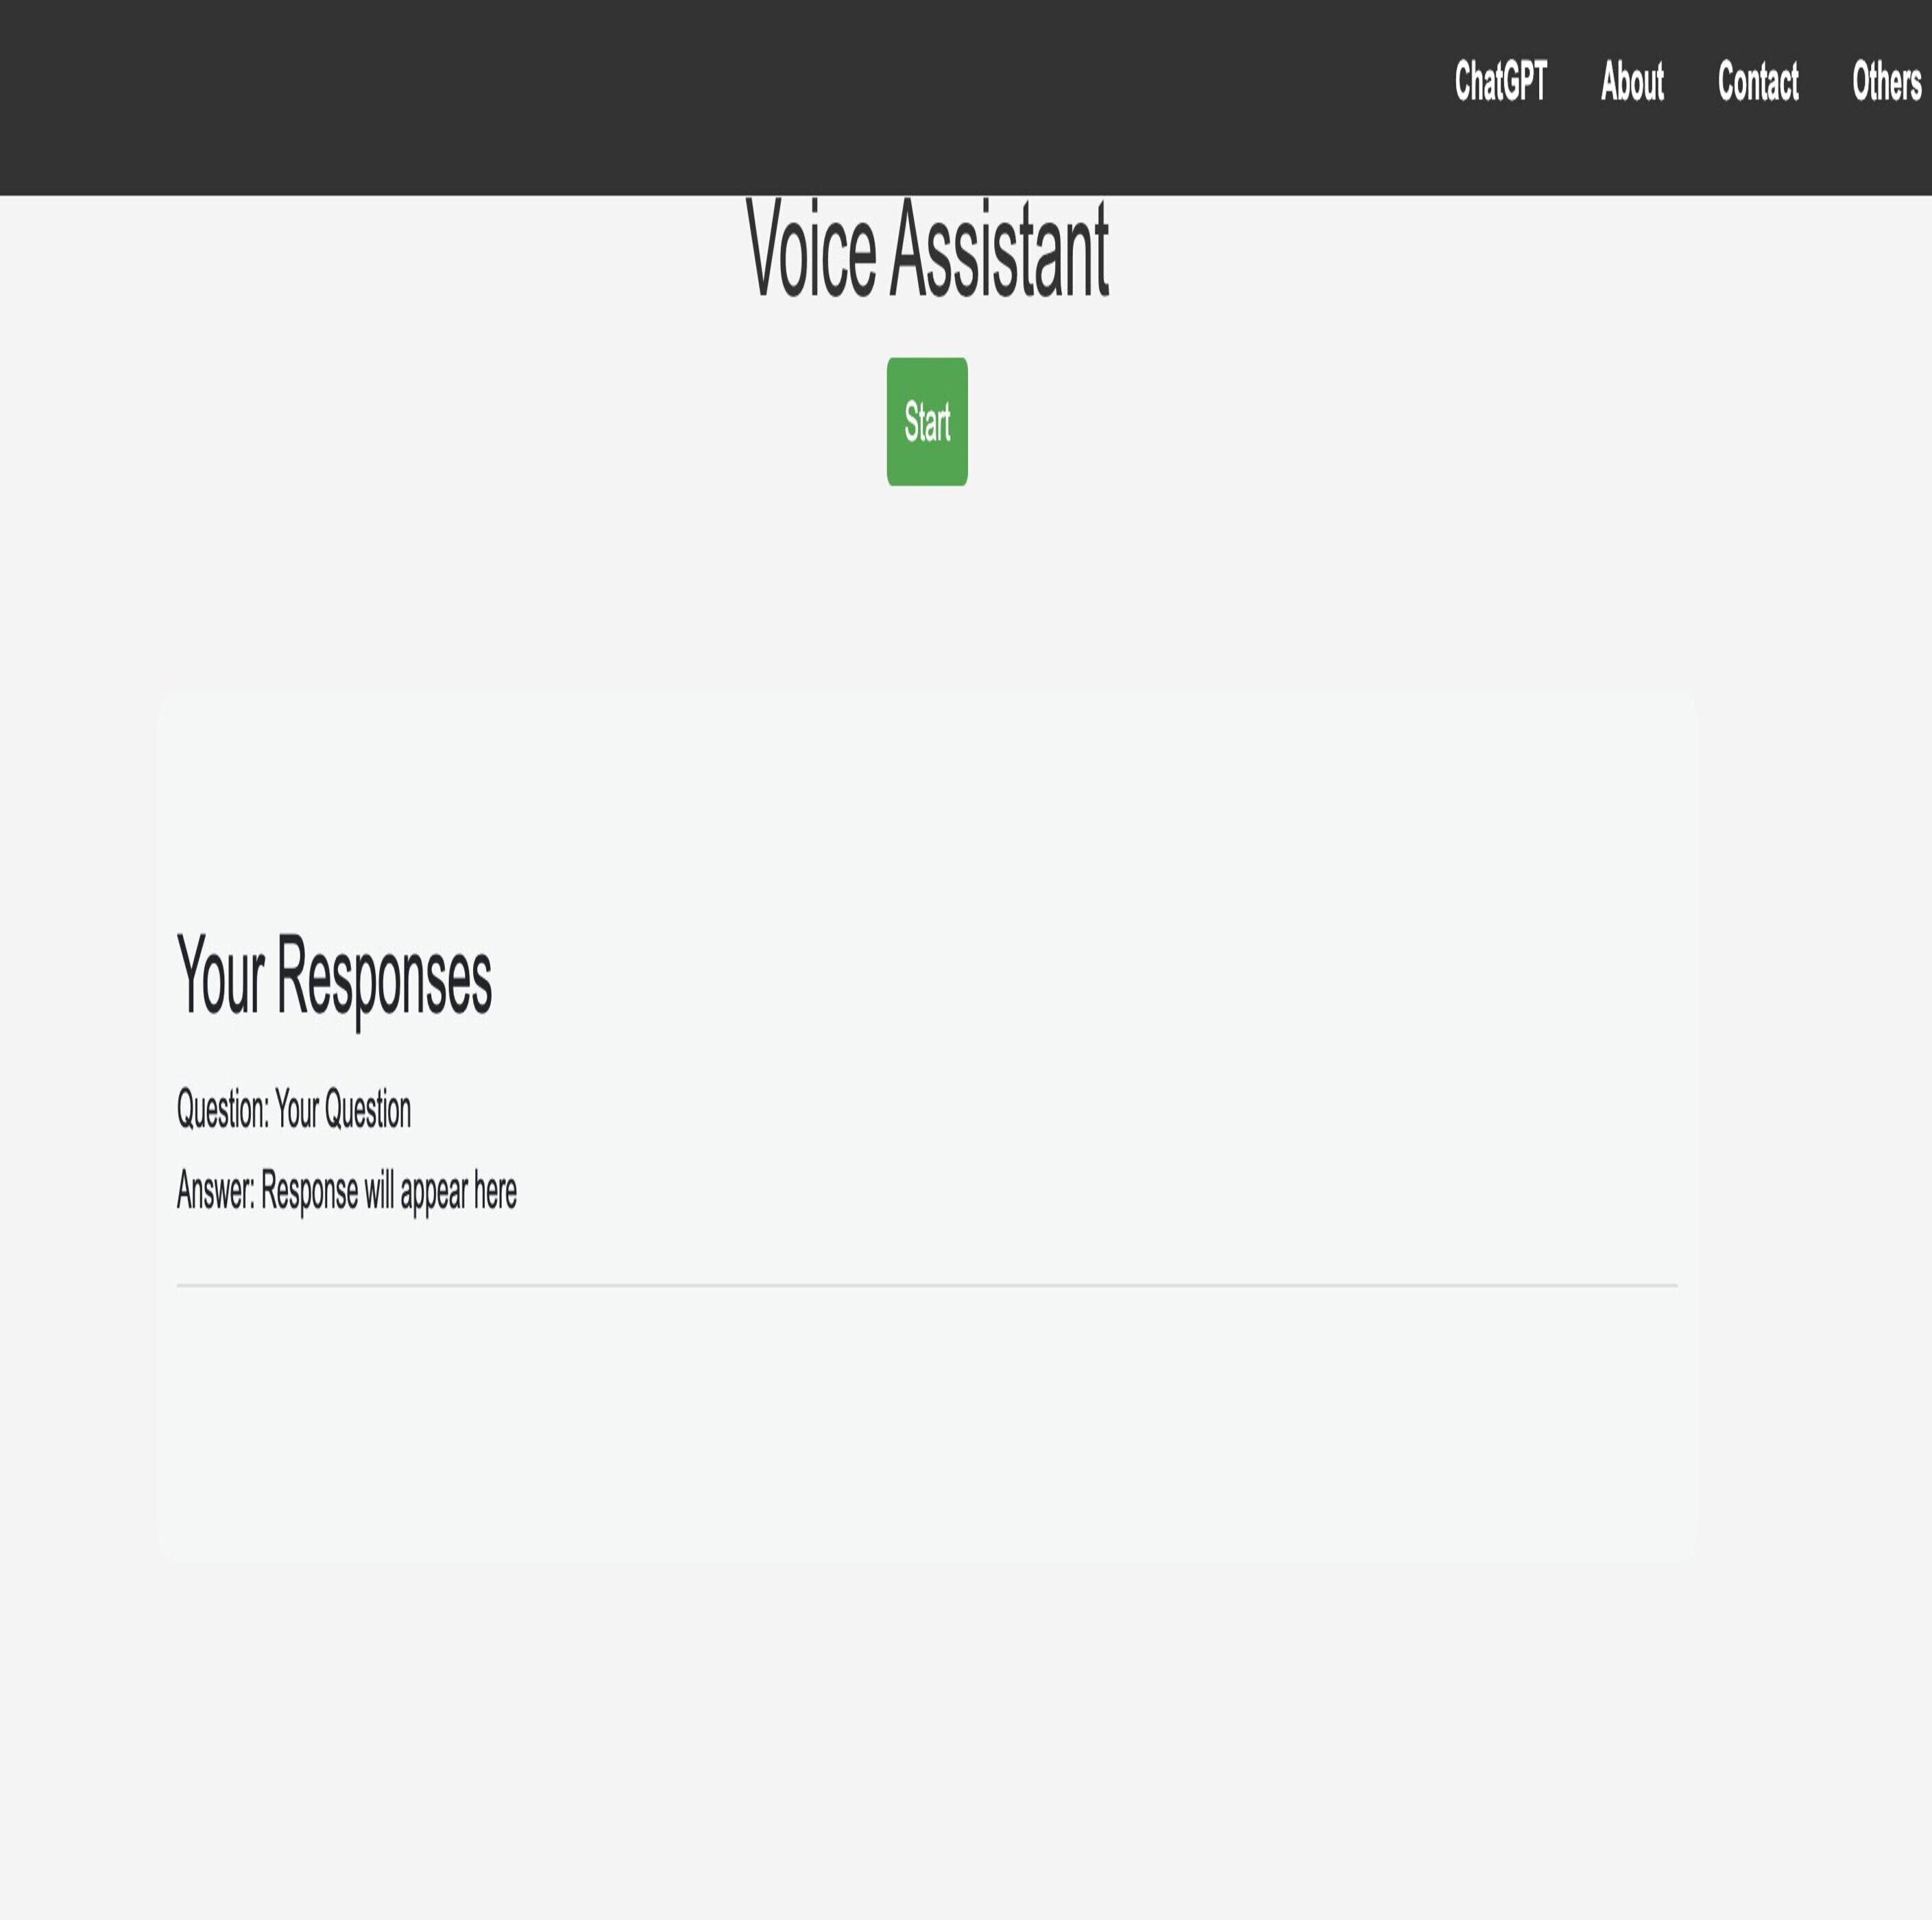 ChatGPT About Contact Others
Voice Assistant
Start
Your Responses
Question: Your Question
Answer: Response will appear here